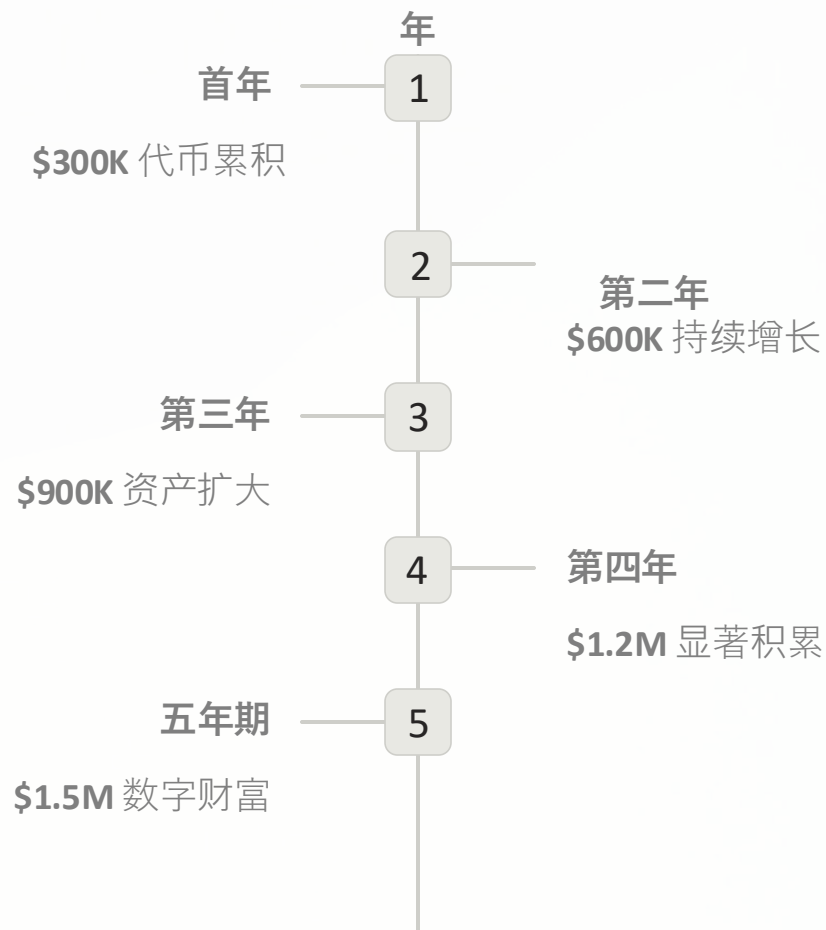 年
首年
1
$300K 代币累积
2
第二年
$600K 持续增长
第三年
3
$900K 资产扩大
4
第四年
$1.2M 显著积累
五年期
5
$1.5M 数字财富